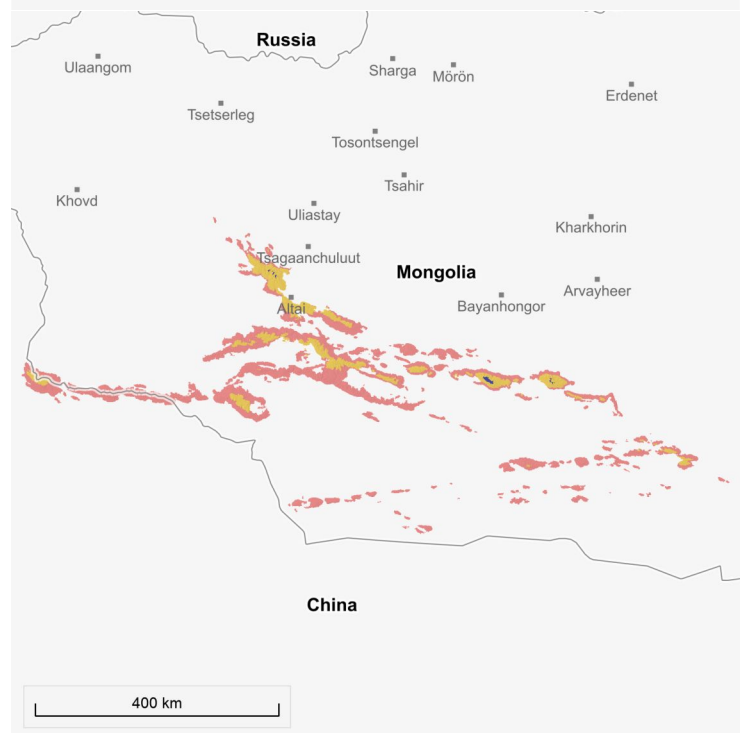 Russia
Ulaangom
Sharga
Mörön
Erdenet
Tsetserleg
Tosontsengel
Tsahir
Khovd
Uliastay
Kharkhorin
Tsagaanchuluut
Mongolia
Arvayheer
Bayanhongor
Altai
China
400 km